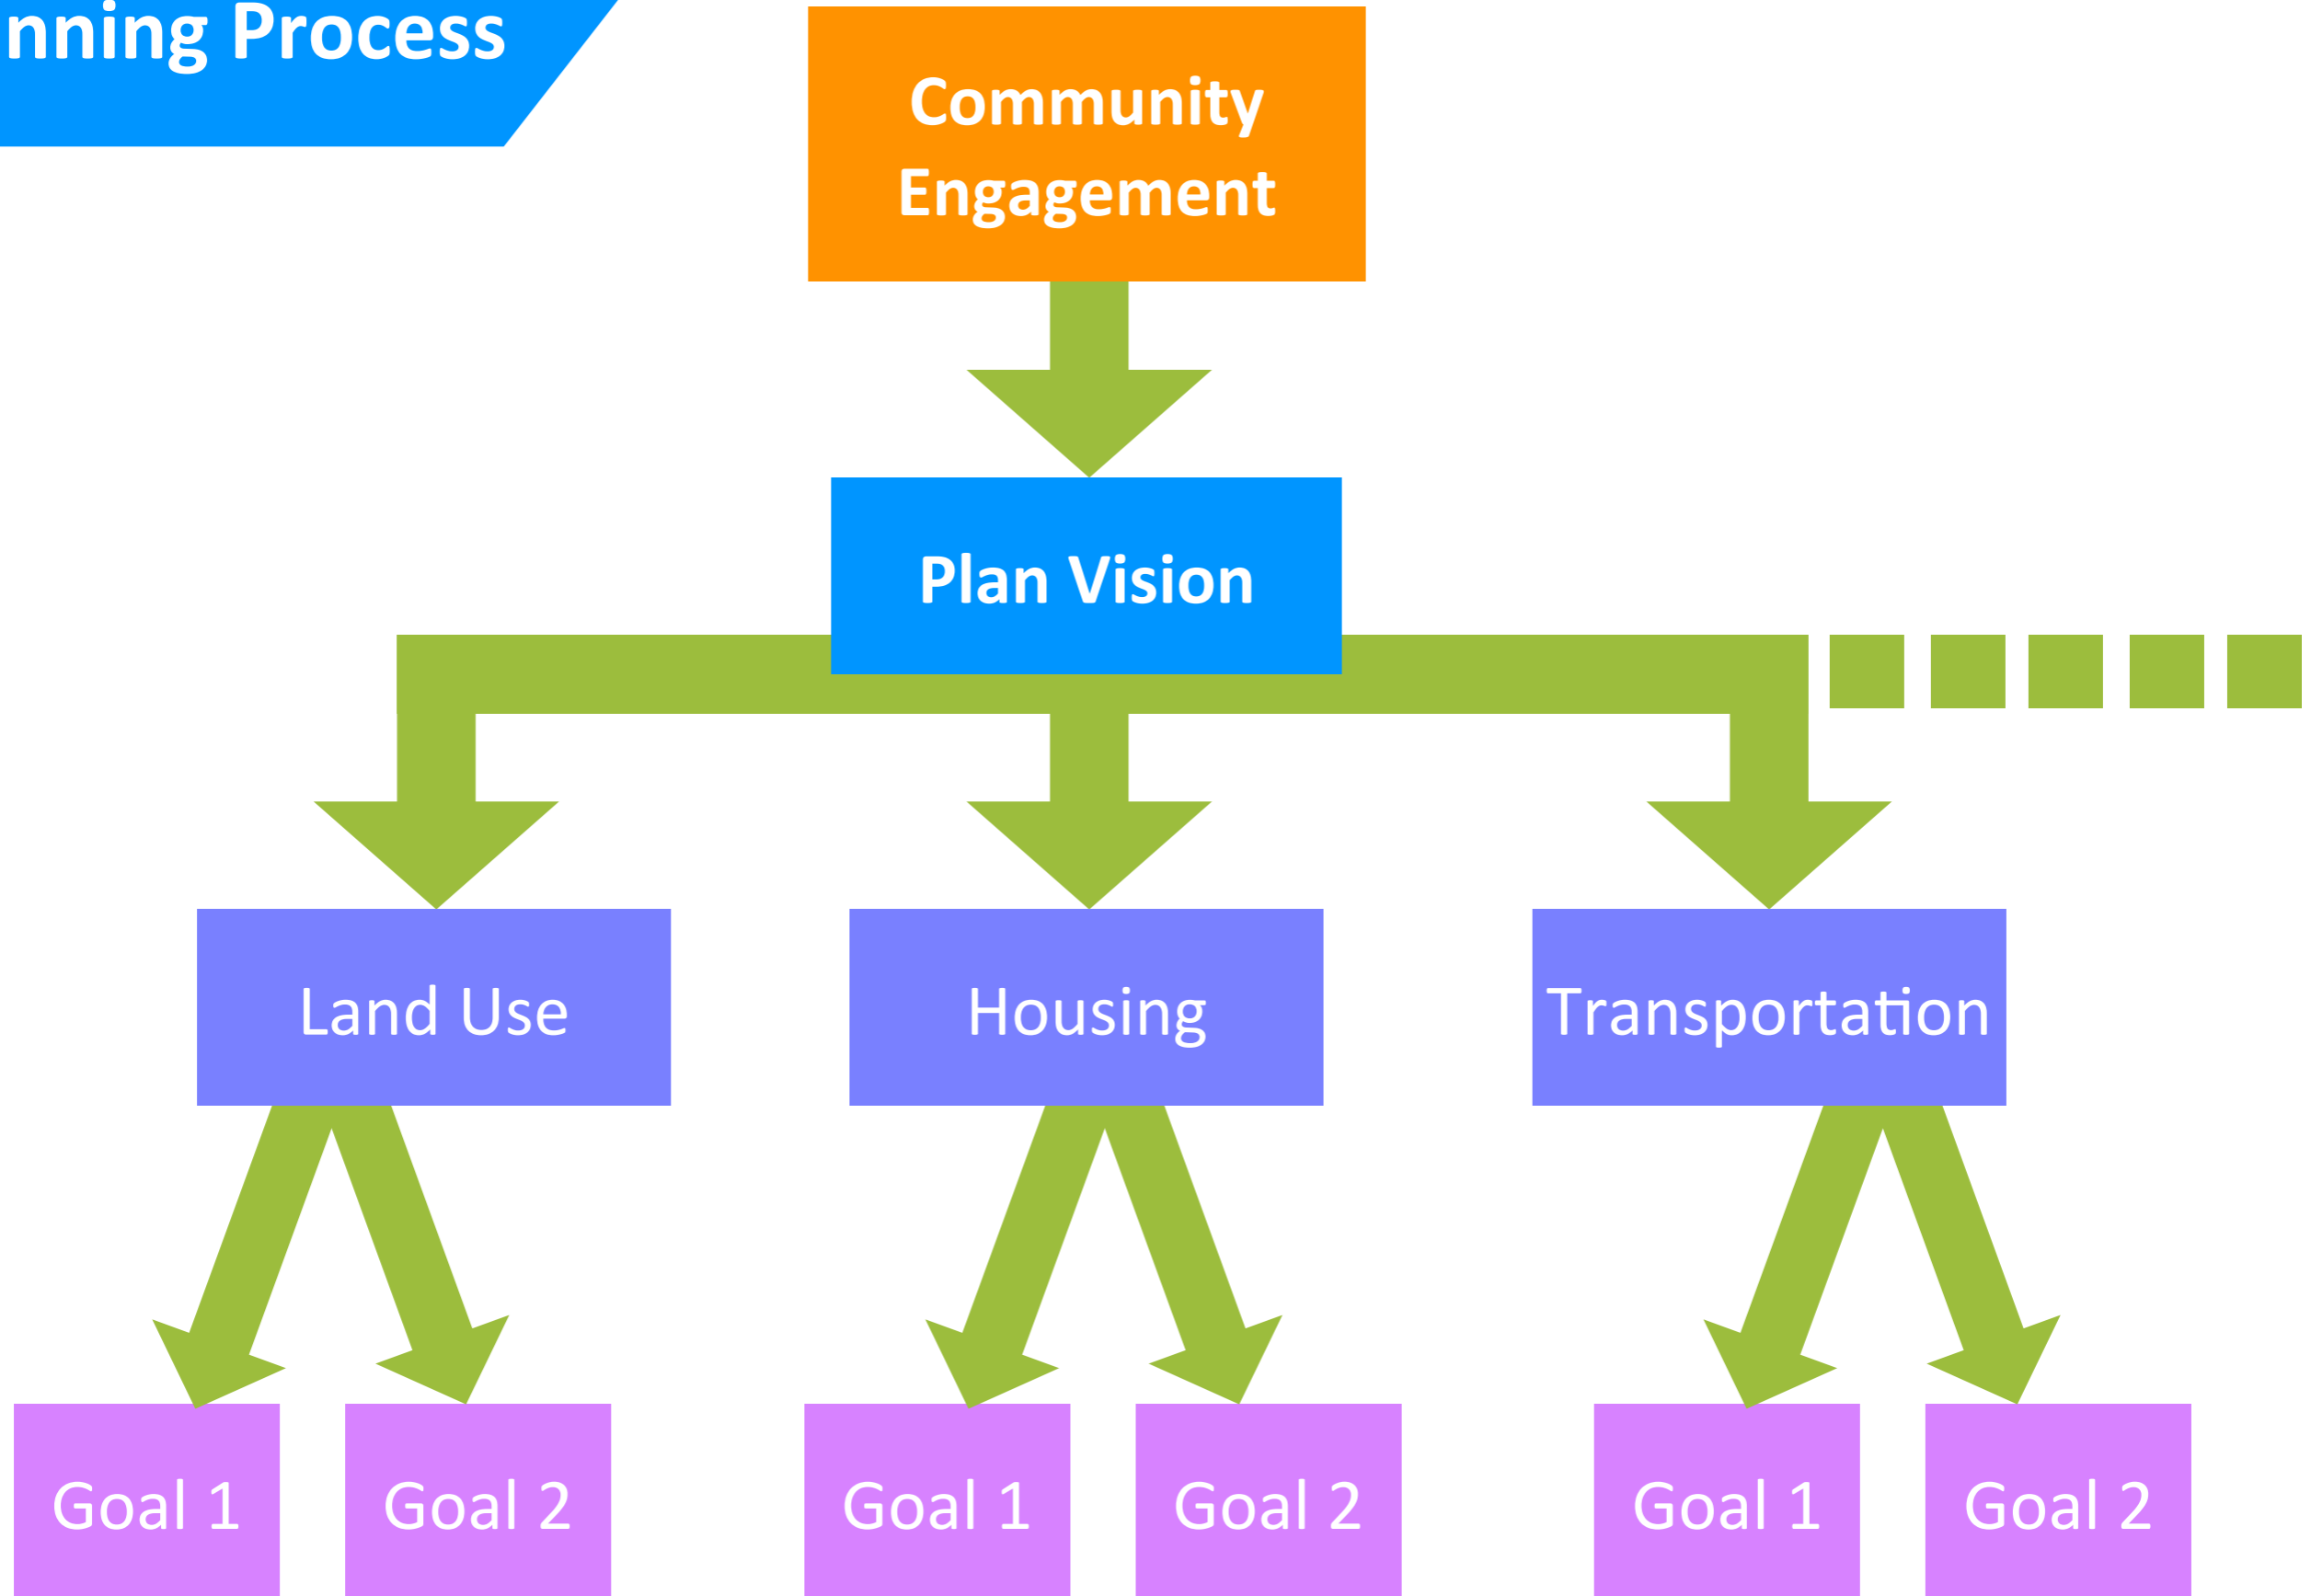 nning Process
Community
Engagement
Plan Vision
Land Use
Housing
Transportation
Goal 1
Goal 2
Goal 1
Goal 2
Goal 1
Goal 2